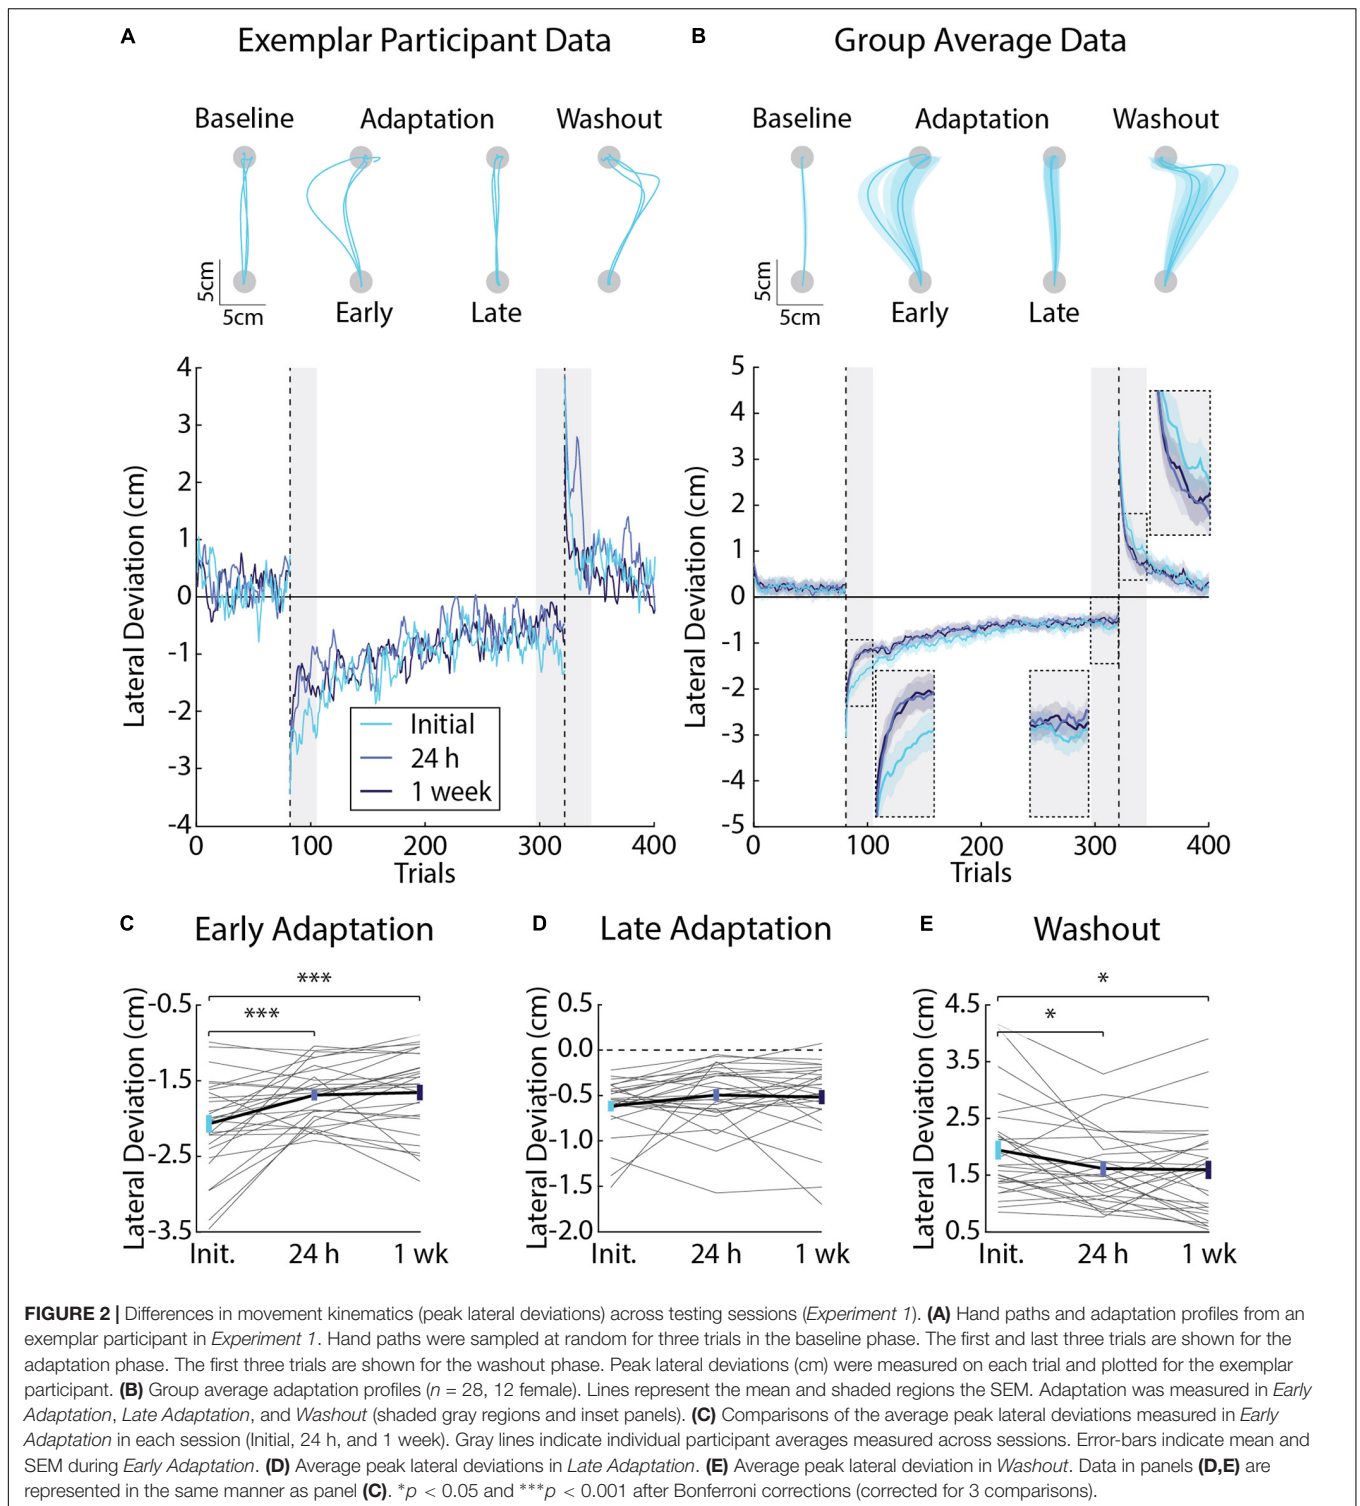 A
Exemplar Participant Data
Baseline
Adaptation
Washout
5cm
5cm
Early
Late
Lateral Deviation (cm)
4
3
2
1
0
-1
-2
-3
-4
Initial
24 h
1 week
0
100
200
300
400
Trials
B
Group Average Data
Baseline
Adaptation
Washout
5cm
5cm
Early
Late
Lateral Deviation (cm)
5
4
3
2
1
0
-1
-2
-3
-4
-5
0
100
200
300
400
Trials
C
Early Adaptation
***
***
Lateral Deviation (cm)
-0.5
-1.5
-2.5
-3.5
Init.
24 h
1 wk
D
Late Adaptation
Lateral Deviation (cm)
0.5
0.0
-0.5
-1.0
-1.5
-2.0
Init.
24 h
1 wk
E
Washout
*
*
Lateral Deviation (cm)
4.5
3.5
2.5
1.5
0.5
Init.
24 h
1 wk
FIGURE 2 | Differences in movement kinematics (peak lateral deviations) across testing sessions (Experiment 1). (A) Hand paths and adaptation profiles from an
exemplar participant in Experiment 1. Hand paths were sampled at random for three trials in the baseline phase. The first and last three trials are shown for the
adaptation phase. The first three trials are shown for the washout phase. Peak lateral deviations (cm) were measured on each trial and plotted for the exemplar
participant. (B) Group average adaptation profiles (n = 28, 12 female). Lines represent the mean and shaded regions the SEM. Adaptation was measured in Early
Adaptation, Late Adaptation, and Washout (shaded gray regions and inset panels). (C) Comparisons of the average peak lateral deviations measured in Early
Adaptation in each session (Initial, 24 h, and 1 week). Gray lines indicate individual participant averages measured across sessions. Error-bars indicate mean and
SEM during Early Adaptation. (D) Average peak lateral deviations in Late Adaptation. (E) Average peak lateral deviation in Washout. Data in panels (D,E) are
represented in the same manner as panel (C). *p < 0.05 and ***p < 0.001 after Bonferroni corrections (corrected for 3 comparisons).